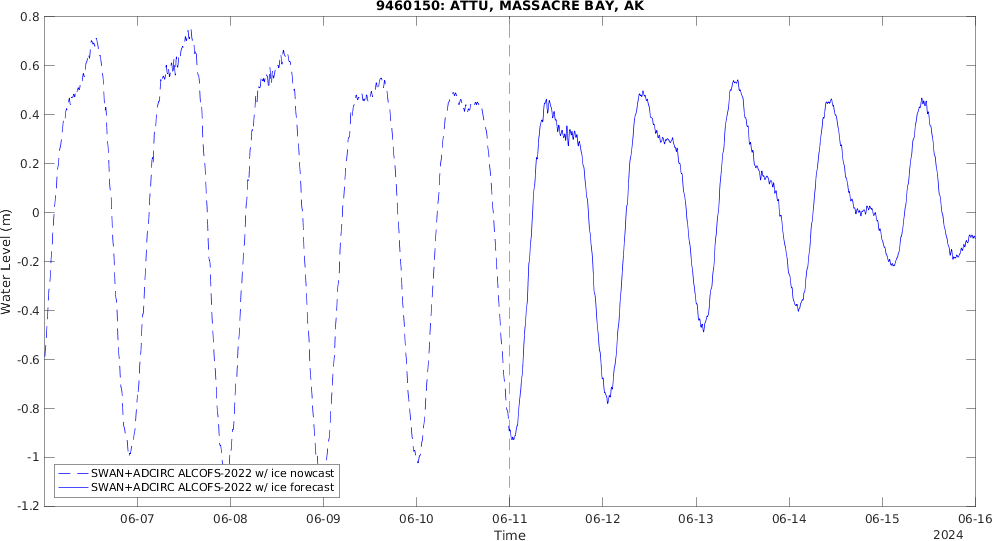 9460150: ATTU, MASSACRE BAY, AK
0.8
0.6
0.4
0.2
0
-0.2
-0.4
-0.6
-0.8
-1
-1.2
Water Level (m)
SWAN+ADCIRC ALCOFS-2022 w/ ice nowcast
SWAN+ADCIRC ALCOFS-2022 w/ ice forecast
06-07 06-08 06-09 06-10 06-11 06-12 06-13 06-14 06-15 06-16
Time
2024